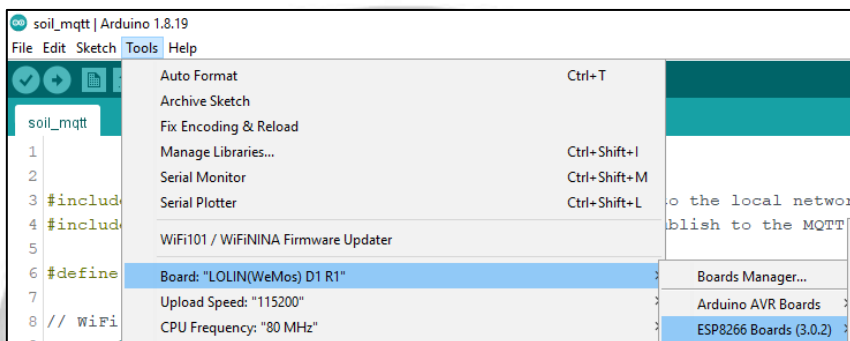 soil_mqtt | Arduino 1.8.19
File Edit Sketch Tools Help
Auto Format Ctrl+T
Archive Sketch
soil_mqtt
Fix Encoding & Reload
1 Manage Libraries... Ctrl+Shift+I
2 Serial Monitor Ctrl+Shift+M
3 #include Serial Plotter Ctrl+Shift+L to the local networ
4 #include blish to the MQTT
5 WiFi101 / WiFiNINA Firmware Updater
6 #define Board: "LOLIN(WeMos) D1 R1" Boards Manager...
7 Upload Speed: "115200" Arduino AVR Boards
8 // WiFi CPU Frequency: "80 MHz" ESP8266 Boards (3.0.2)